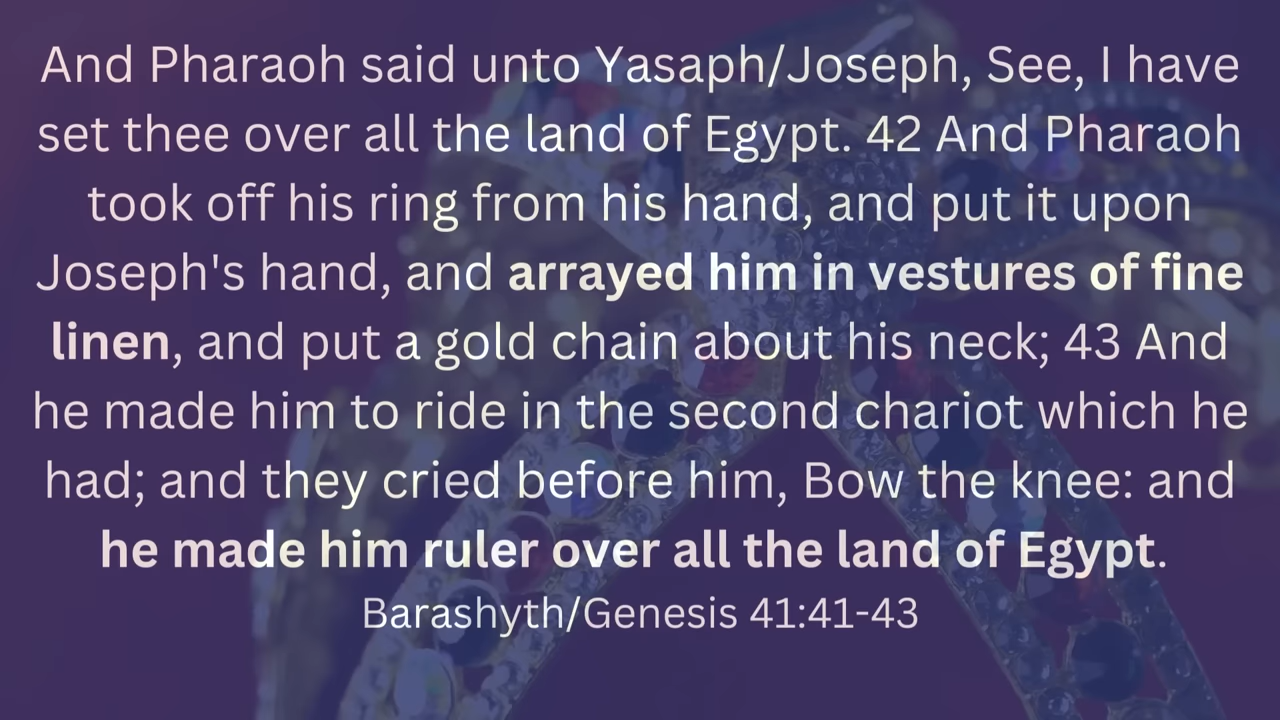 And Pharaoh said unto Yasaph/Joseph, See, I have
set thee over all the land of Egypt. 42 And Pharaoh
took off his ring from his hand, and put it upon
Joseph's hand, and arrayed him in vestures of fine
linen, and put a gold chain about his neck; 43 And
he made him to ride in the second chariot which he
had; and they cried before him, Bow the knee: and
he made him ruler over all the land of Egypt.
Barashyth/Genesis 41:41-43